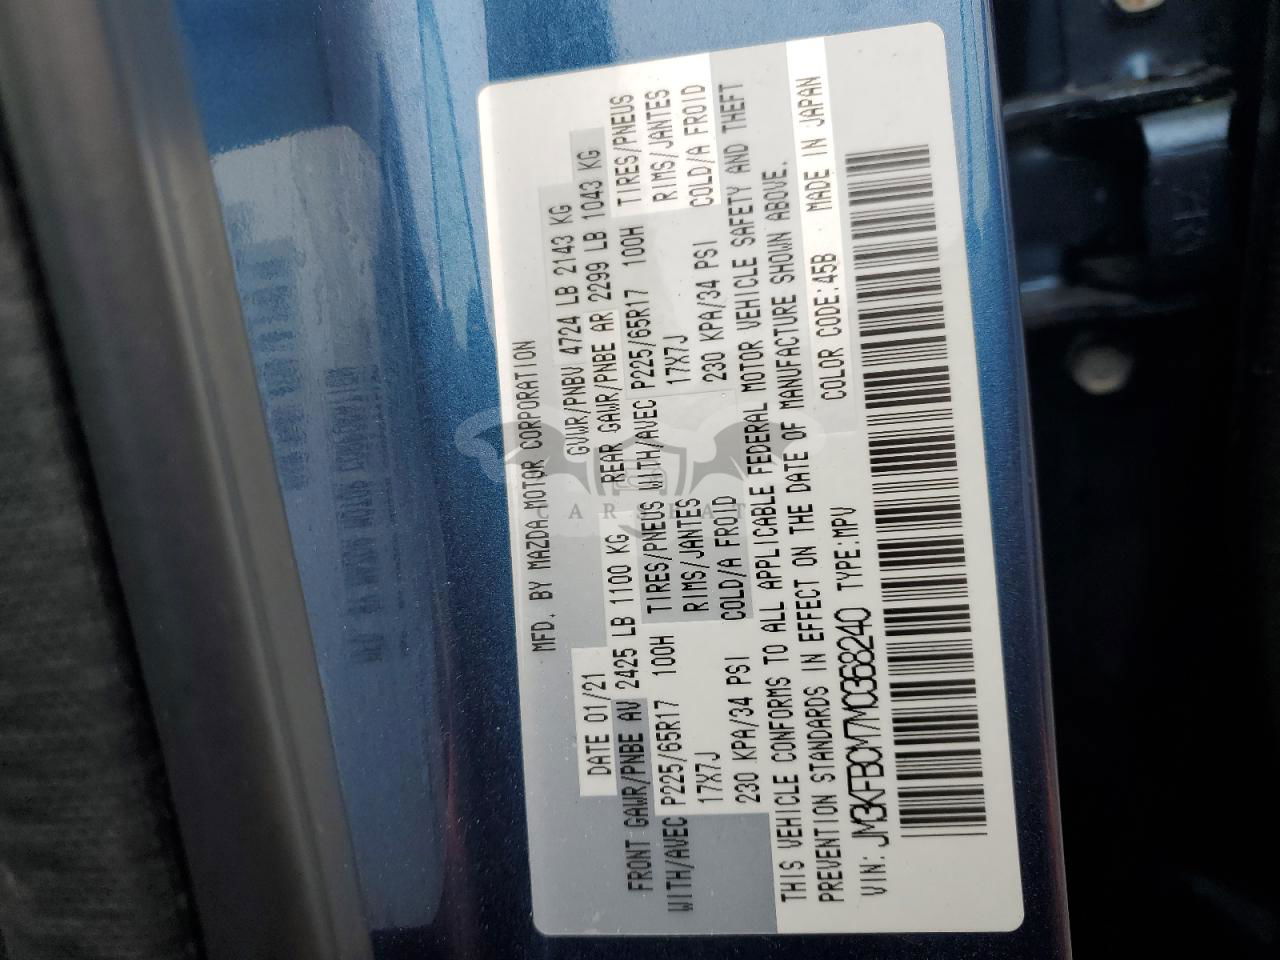 MFD. BY MAZDA MOTOR CORPORATION
DATE 01/21 GVWR/PNBV 4724 LB 2143 KG
FRONT GAWR/PNBE AV 2425 LB 1100 KG REAR GAWR/PNBE AR 2299 LB 1043 KG
WITH/AVEC P225/65R17 100H TIRES/PNEUS WITH/AVEC P225/65R17 100H TIRES/PNEUS
17X7J RIMS/JANTES 17X7J RIMS/JANTES
230 KPA/34 PSI COLD/A FROID 230 KPA/34 PSI COLD/A FROID
THIS VEHICLE CONFORMS TO ALL APPLICABLE FEDERAL MOTOR VEHICLE SAFETY AND THEFT
PREVENTION STANDARDS IN EFFECT ON THE DATE OF MANUFACTURE SHOWN ABOVE.
VIN: JM3KFBCM7M0368240 TYPE:MPV COLOR CODE:45B MADE IN JAPAN